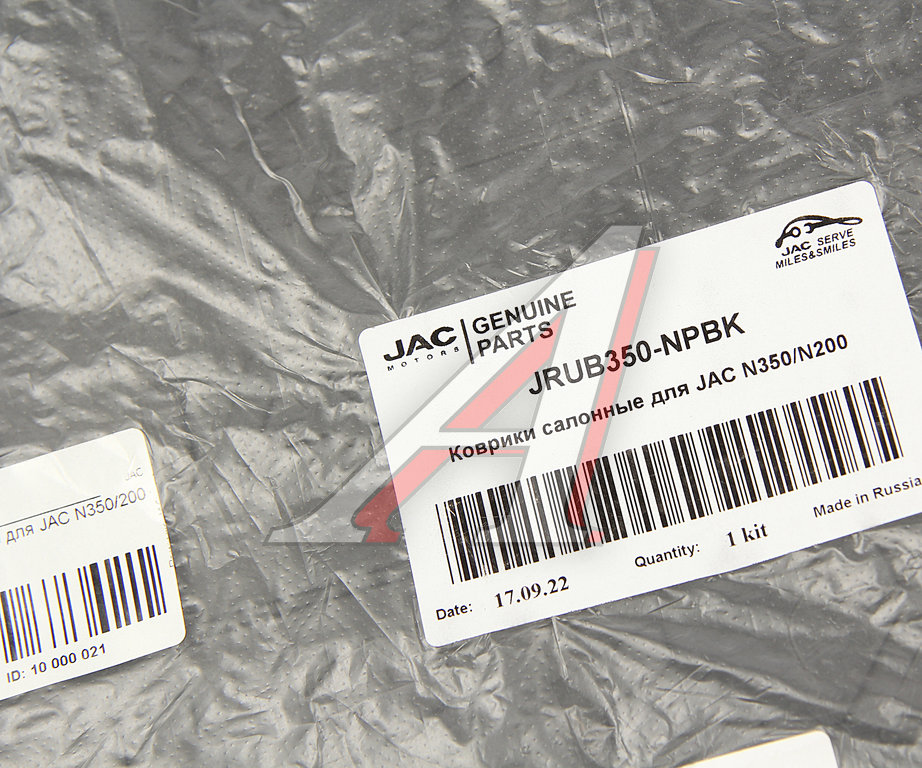 JAC SERVE
MILES&SMILES
JAC
MOTORS
GENUINE
PARTS
JRUB350-NPBK
Коврики салонные для JAC N350/N200
Made in Russia
Quantity: 1 kit
Date: 17.09.22
JAC
для JAC N350/200
ID: 10 000 021